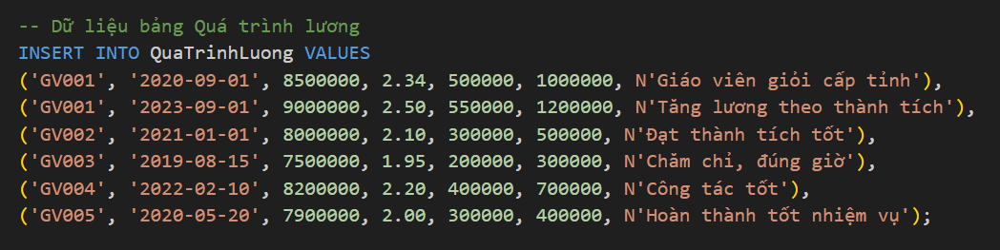 -- Dữ liệu bảng Quá trình lương
INSERT INTO QuaTrinhLuong VALUES
('GV001', '2020-09-01', 8500000, 2.34, 500000, 1000000, N'Giáo viên giỏi cấp tỉnh'),
('GV001', '2023-09-01', 9000000, 2.50, 550000, 1200000, N'Tăng lương theo thành tích'),
('GV002', '2021-01-01', 8000000, 2.10, 300000, 500000, N'Đạt thành tích tốt'),
('GV003', '2019-08-15', 7500000, 1.95, 200000, 300000, N'Chăm chỉ, đúng giờ'),
('GV004', '2022-02-10', 8200000, 2.20, 400000, 700000, N'Công tác tốt'),
('GV005', '2020-05-20', 7900000, 2.00, 300000, 400000, N'Hoàn thành tốt nhiệm vụ');